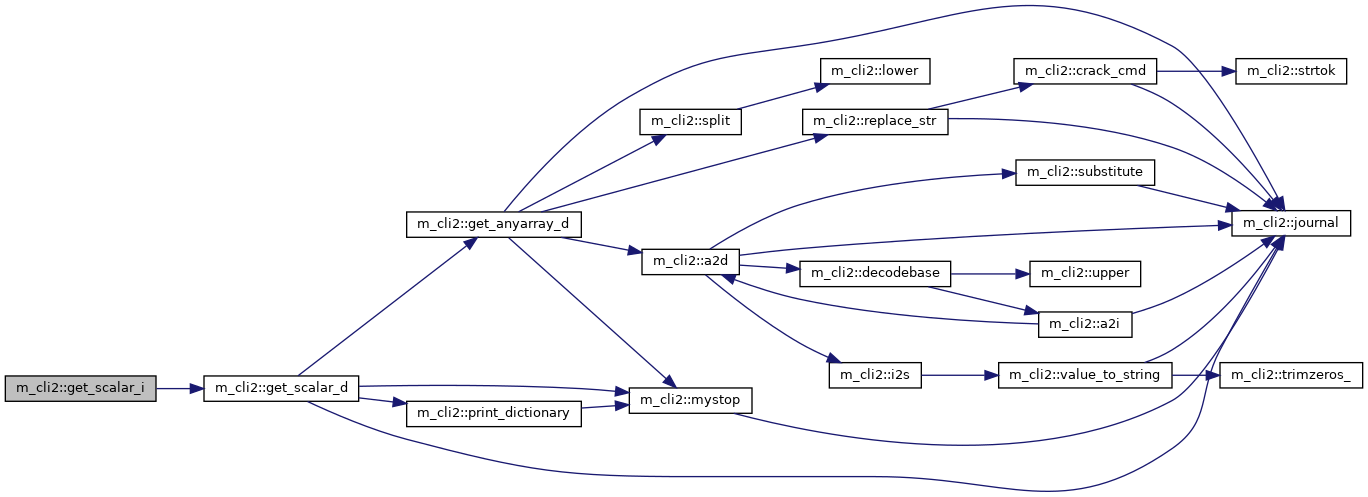 m_cli2::lower
m_cli2::crack_cmd
m_cli2::strtok
m_cli2::split
m_cli2::replace_str
m_cli2::substitute
m_cli2::get_anyarray_d
m_cli2::journal
m_cli2::a2d
m_cli2::decodebase
m_cli2::upper
m_cli2::a2i
m_cli2::i2s
m_cli2::value_to_string
m_cli2::trimzeros_
m_cli2::get_scalar_i
m_cli2::get_scalar_d
m_cli2::mystop
m_cli2::print_dictionary